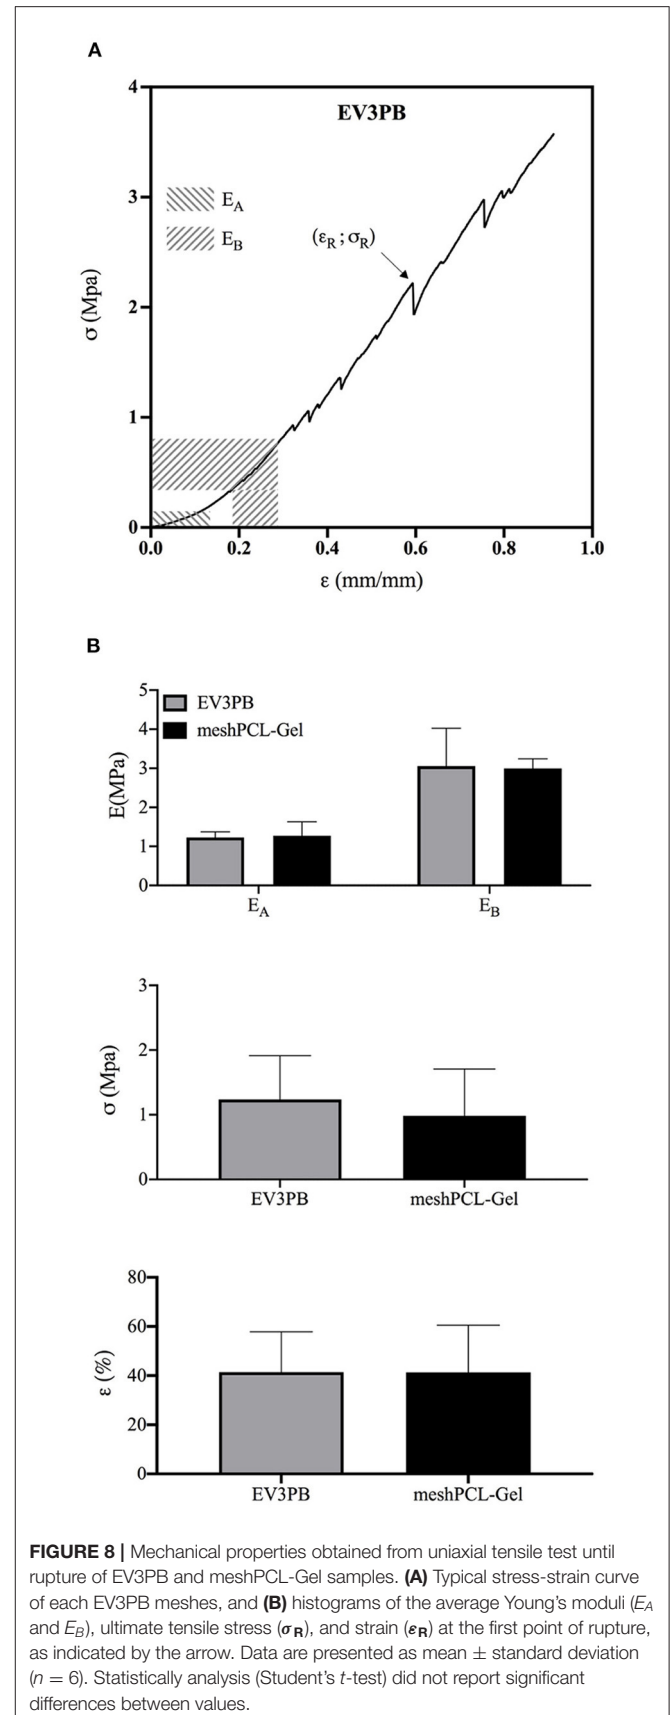 A
EV3PB
4
3
2
1
0
σ (Mpa)
E_A
E_B
(ε_R ; σ_R)
0.0 0.2 0.4 0.6 0.8 1.0
ε (mm/mm)
B
5
4
3
2
1
0
E(MPa)
EV3PB
meshPCL-Gel
E_A E_B
3
2
1
0
σ (Mpa)
EV3PB meshPCL-Gel
80
60
40
20
0
ε (%)
EV3PB meshPCL-Gel
FIGURE 8 | Mechanical properties obtained from uniaxial tensile test until
rupture of EV3PB and meshPCL-Gel samples. (A) Typical stress-strain curve
of each EV3PB meshes, and (B) histograms of the average Young's moduli (E_A
and E_B), ultimate tensile stress (σ_R), and strain (ε_R) at the first point of rupture,
as indicated by the arrow. Data are presented as mean ± standard deviation
(n = 6). Statistically analysis (Student's t-test) did not report significant
differences between values.